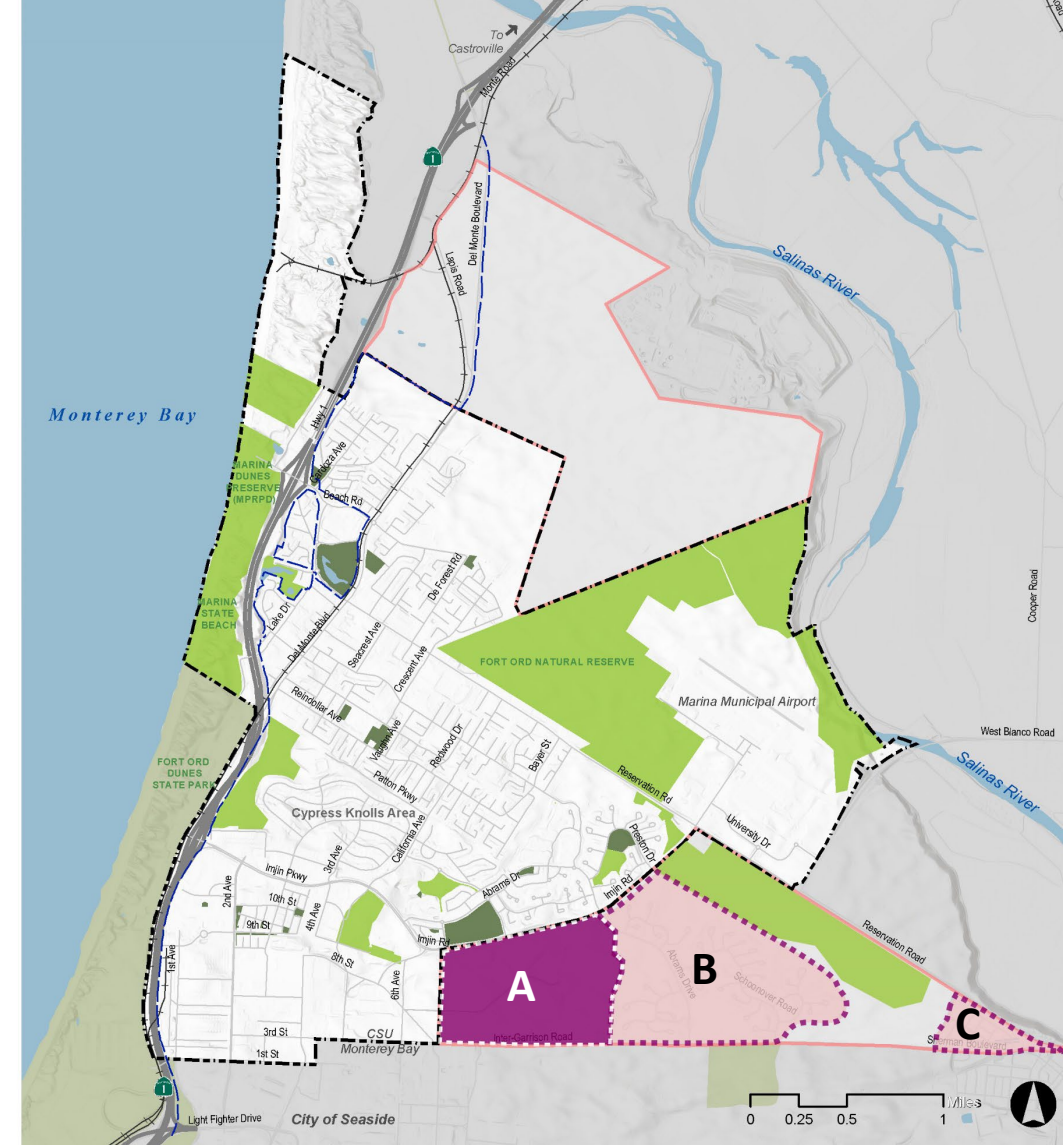 To
Castroville
Monte Road
1
Del Monte Boulevard
Lapis Road
Salinas River
Monterey Bay
Hwy 1
Cardoza Ave
MARINA
DUNES
PRESERVE
(MPRPD)
Beach Rd
De Forest Rd
Cooper Road
MARINA
STATE
BEACH
Lake Dr
Del Monte Blvd
Seacrest Ave
Crescent Ave
FORT ORD NATURAL RESERVE
Marina Municipal Airport
Reindollar Ave
Vaughn Ave
Redwood Dr
Bayer St
West Blanco Road
Salinas River
FORT ORD
DUNES
STATE PARK
Patton Pkwy
Reservation Rd
Cypress Knolls Area
California Ave
University Dr
Preston Dr
3rd Ave
Imjin Pkwy
2nd Ave
10th St
Abrams Dr
Imjin Rd
9th St
4th Ave
Imjin Rd
8th St
1st Ave
6th Ave
Reservation Road
A
B
Abrams Drive
Schoonover Road
C
3rd St
CSU
Monterey Bay
Inter-Garrison Road
Sherman Boulevard
1st St
1
Light Fighter Drive
City of Seaside
Miles
0 0.25 0.5 1